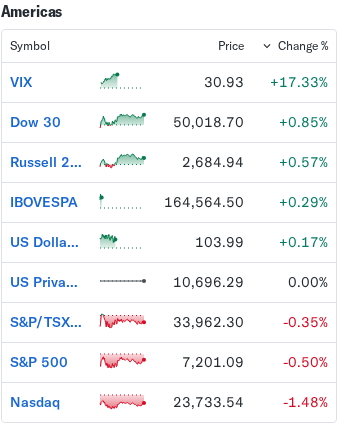 Americas
Symbol Price Change %
VIX 30.93 +17.33%
Dow 30 50,018.70 +0.85%
Russell 2... 2,684.94 +0.57%
IBOVESPA 164,564.50 +0.29%
US Dolla... 103.99 +0.17%
US Priva... 10,696.29 0.00%
S&P/TSX... 33,962.30 -0.35%
S&P 500 7,201.09 -0.50%
Nasdaq 23,733.54 -1.48%